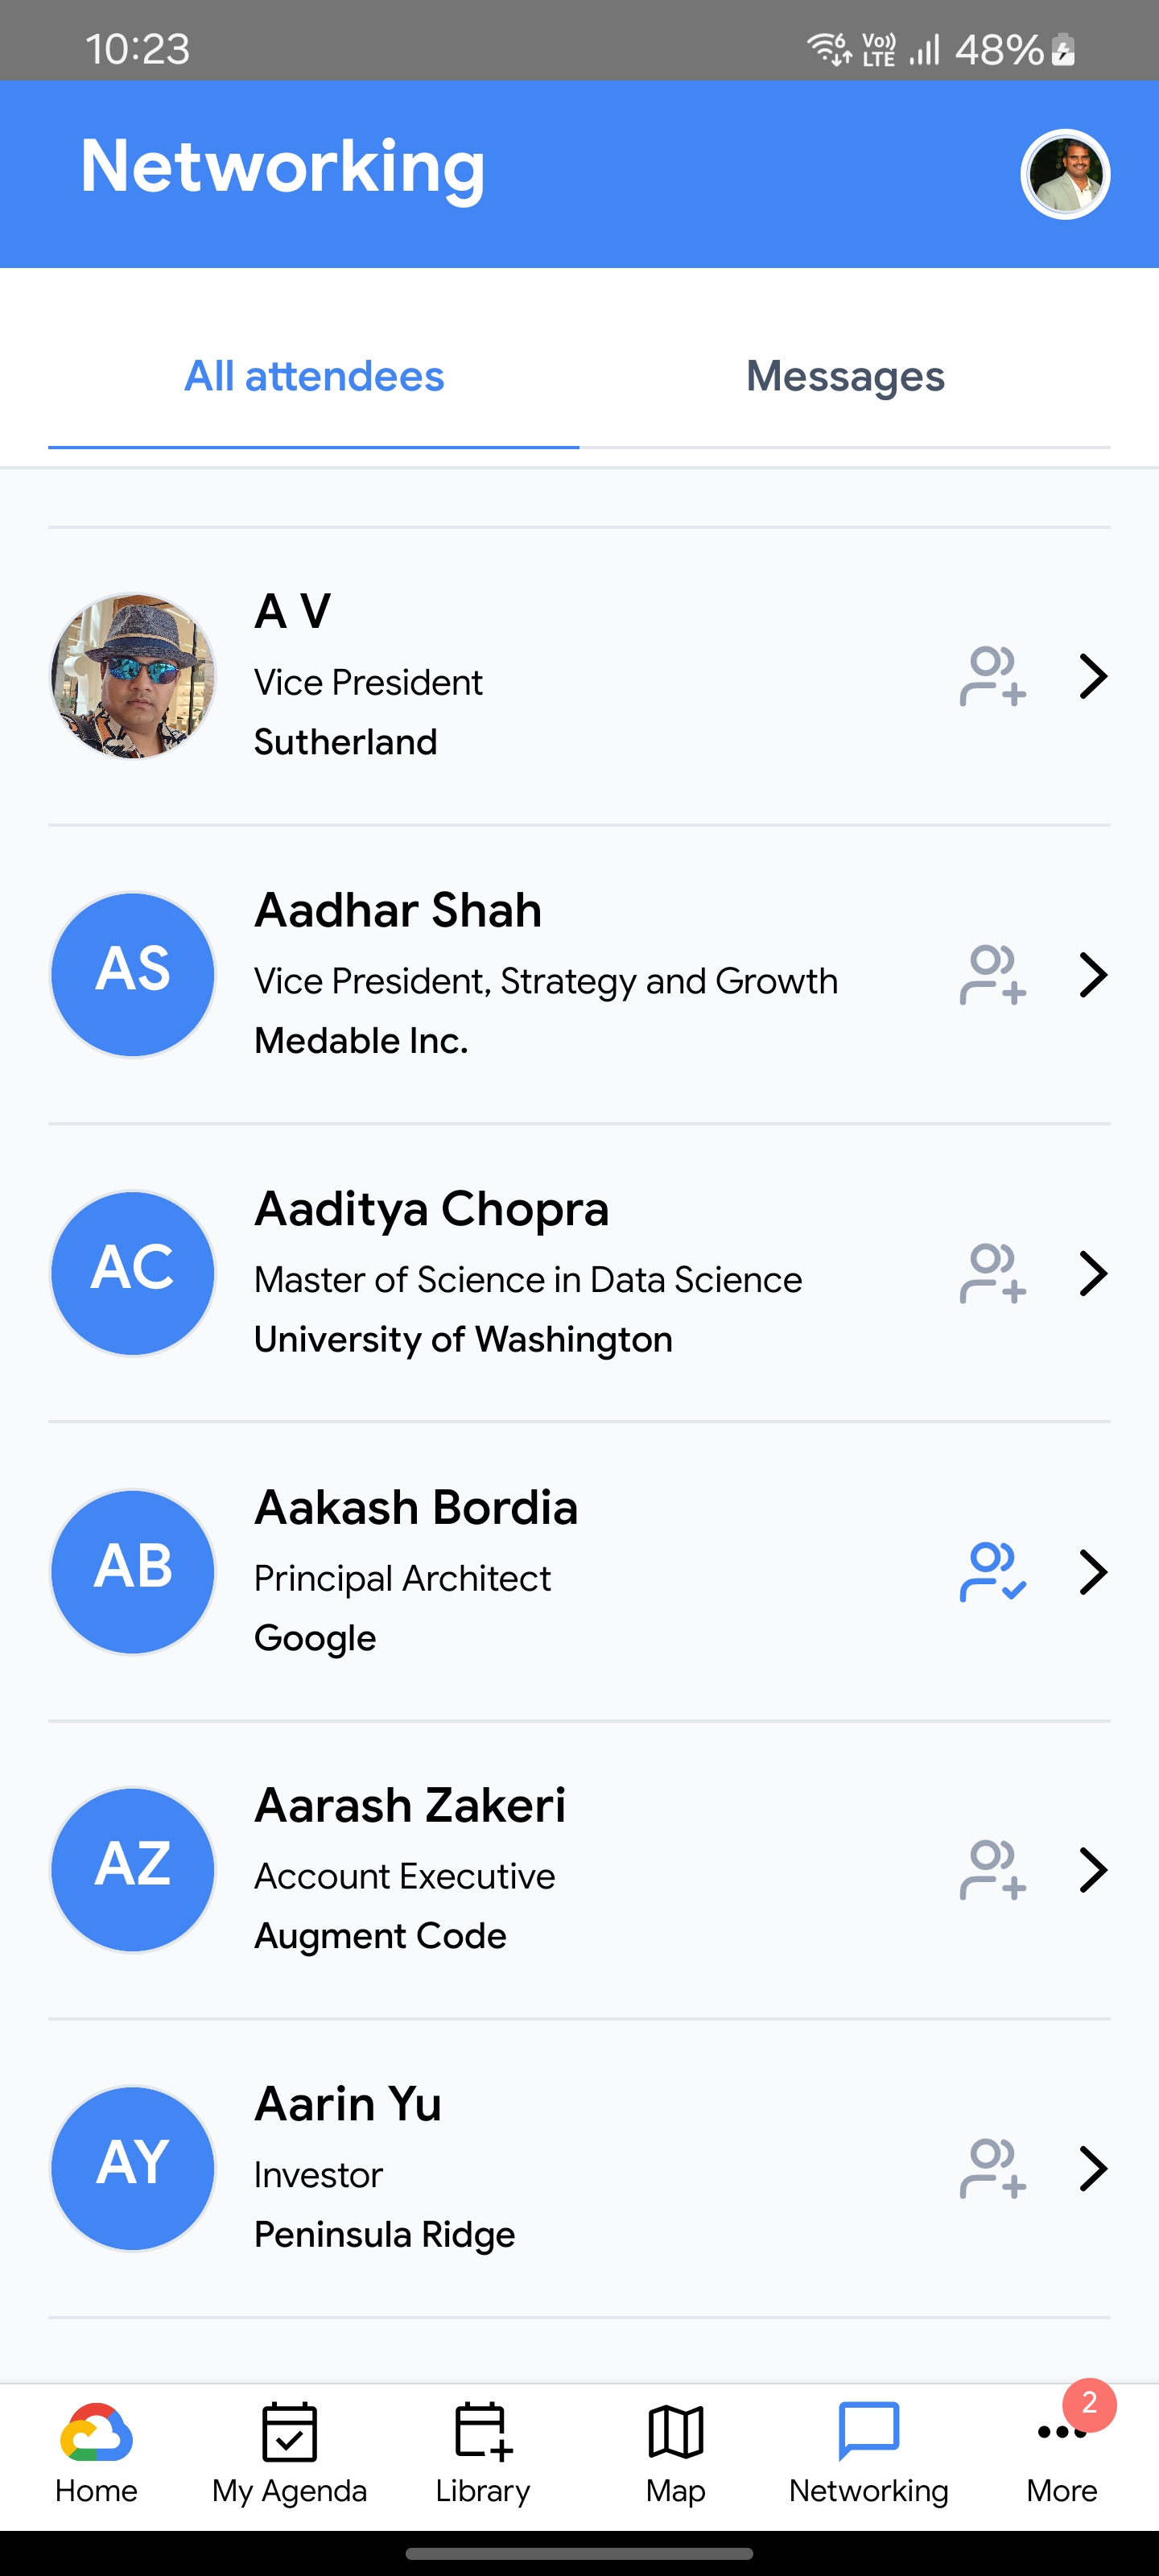 10:23
6 Vo)) LTE 48%
Networking
All attendees
Messages
A V
Vice President
Sutherland
AS
Aadhar Shah
Vice President, Strategy and Growth
Medable Inc.
AC
Aaditya Chopra
Master of Science in Data Science
University of Washington
AB
Aakash Bordia
Principal Architect
Google
AZ
Aarash Zakeri
Account Executive
Augment Code
AY
Aarin Yu
Investor
Peninsula Ridge
2
Home
My Agenda
Library
Map
Networking
More